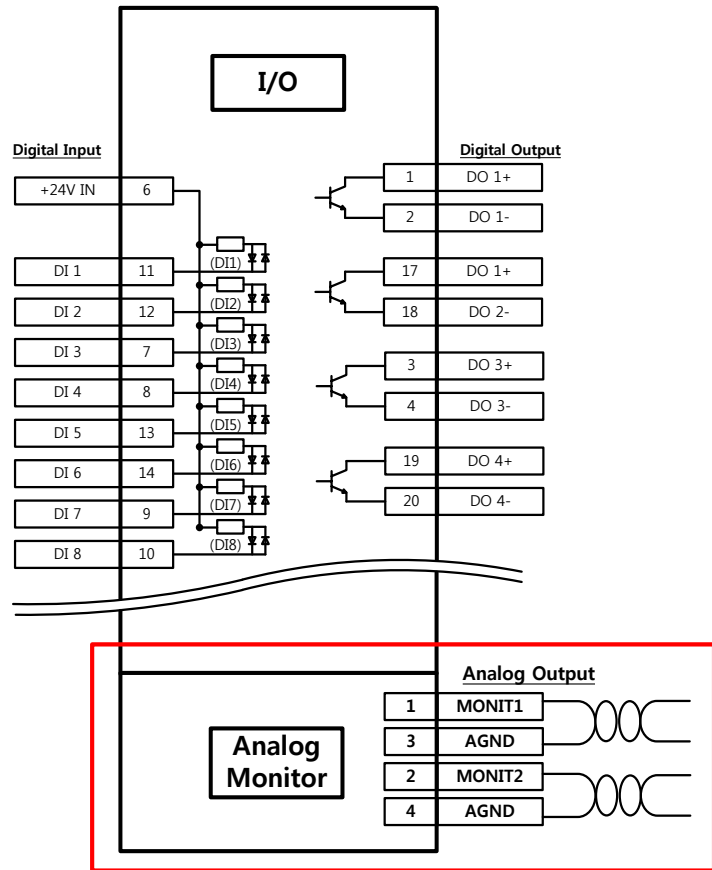 I/O
Digital Input
Digital Output
+24V IN 6
1 DO 1+
2 DO 1-
(DI1)
DI 1 11
17 DO 1+
(DI2)
DI 2 12
18 DO 2-
(DI3)
DI 3 7
3 DO 3+
(DI4)
DI 4 8
4 DO 3-
(DI5)
DI 5 13
19 DO 4+
(DI6)
DI 6 14
20 DO 4-
(DI7)
DI 7 9
(DI8)
DI 8 10
Analog Output
1 MONIT1
3 AGND
2 MONIT2
4 AGND
Analog
Monitor